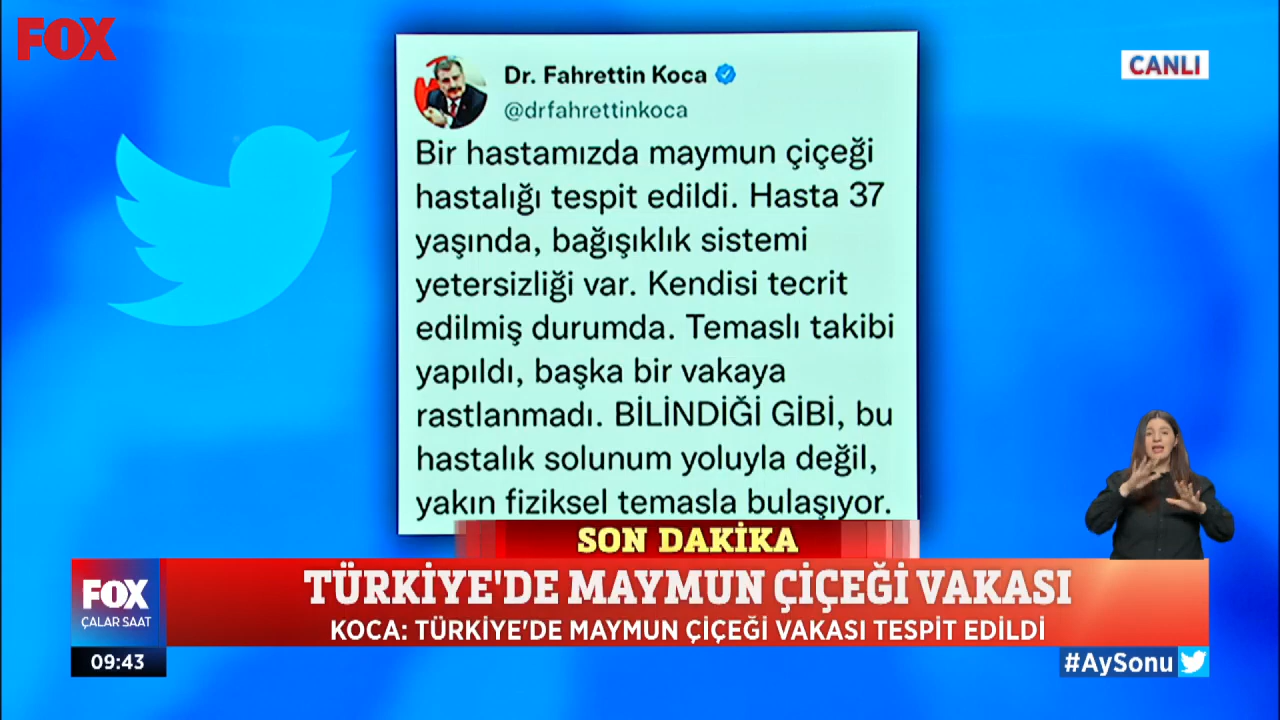 FOX
CANLI
Dr. Fahrettin Koca
@drfahrettinkoca
Bir hastamızda maymun çiçeği
hastalığı tespit edildi. Hasta 37
yaşında, bağışıklık sistemi
yetersizliği var. Kendisi tecrit
edilmiş durumda. Temaslı takibi
yapıldı, başka bir vakaya
rastlanmadı. BİLİNDİĞİ GİBİ, bu
hastalık solunum yoluyla değil,
yakın fiziksel temasla bulaşıyor.
SON DAKİKA
TÜRKİYE'DE MAYMUN ÇİÇEĞİ VAKASI
KOCA: TÜRKİYE'DE MAYMUN ÇİÇEĞİ VAKASI TESPİT EDİLDİ
FOX
ÇALAR SAAT
09:43
#AySonu